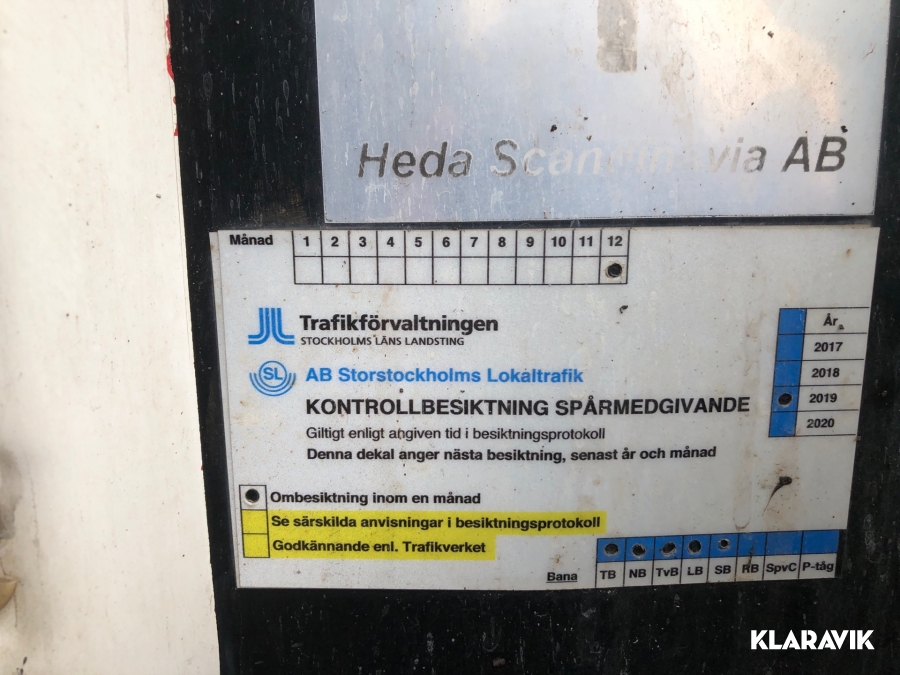 Heda Scandinavia AB
Månad 1 2 3 4 5 6 7 8 9 10 11 12
Trafikförvaltningen
STOCKHOLMS LÄNS LANDSTING
År
2017
2018
2019
2020
SL AB Storstockholms Lokaltrafik
KONTROLLBESIKTNING SPÅRMEDGIVANDE
Giltigt enligt angiven tid i besiktningsprotokoll
Denna dekal anger nästa besiktning, senast år och månad
Ombesiktning inom en månad
Se särskilda anvisningar i besiktningsprotokoll
Godkännande enl. Trafikverket
Bana TB NB TvB LB SB RB SpvC P-tåg
KLARAVIK